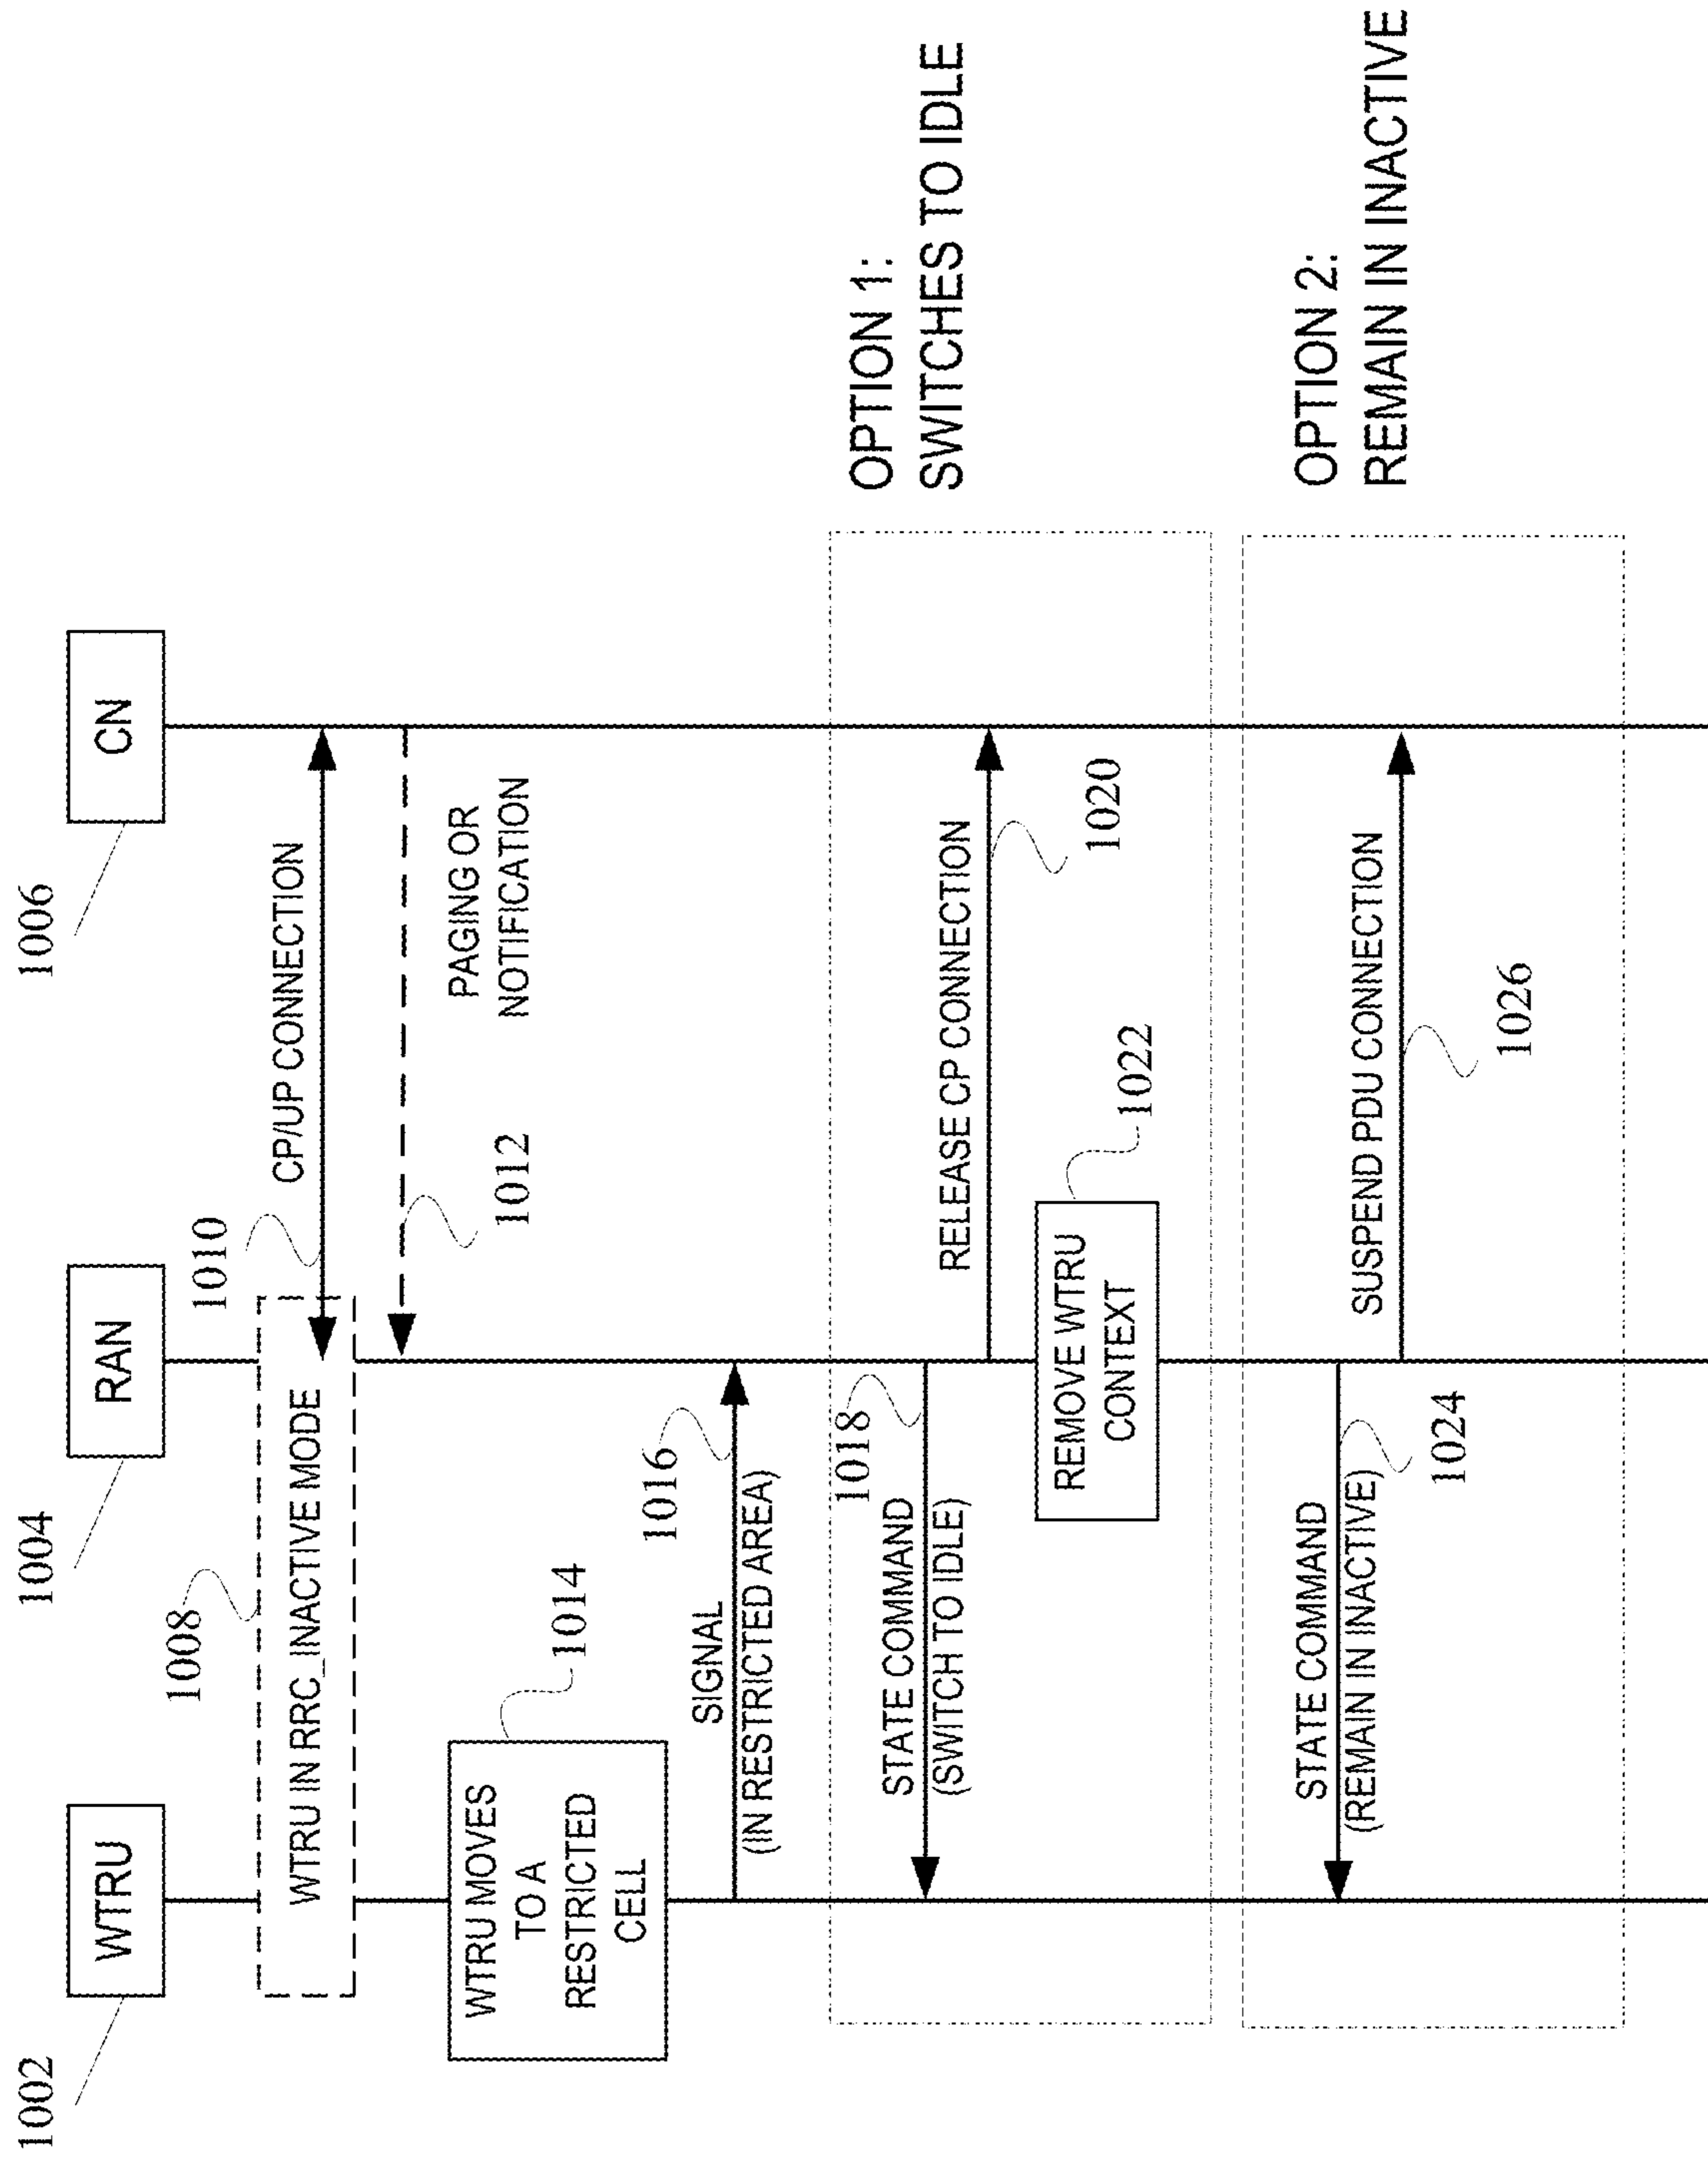 1002
WTRU
1004
RAN
1006
CN
1008
WTRU IN RRC_INACTIVE MODE
1010
CP/UP CONNECTION
1012
PAGING OR
NOTIFICATION
WTRU MOVES
TO A
RESTRICTED
CELL
1014
SIGNAL
(IN RESTRICTED AREA)
1016
OPTION 1:
SWITCHES TO IDLE
STATE COMMAND
(SWITCH TO IDLE)
1018
RELEASE CP CONNECTION
1020
REMOVE WTRU
CONTEXT
1022
OPTION 2:
REMAIN IN INACTIVE
STATE COMMAND
(REMAIN IN INACTIVE)
1024
SUSPEND PDU CONNECTION
1026